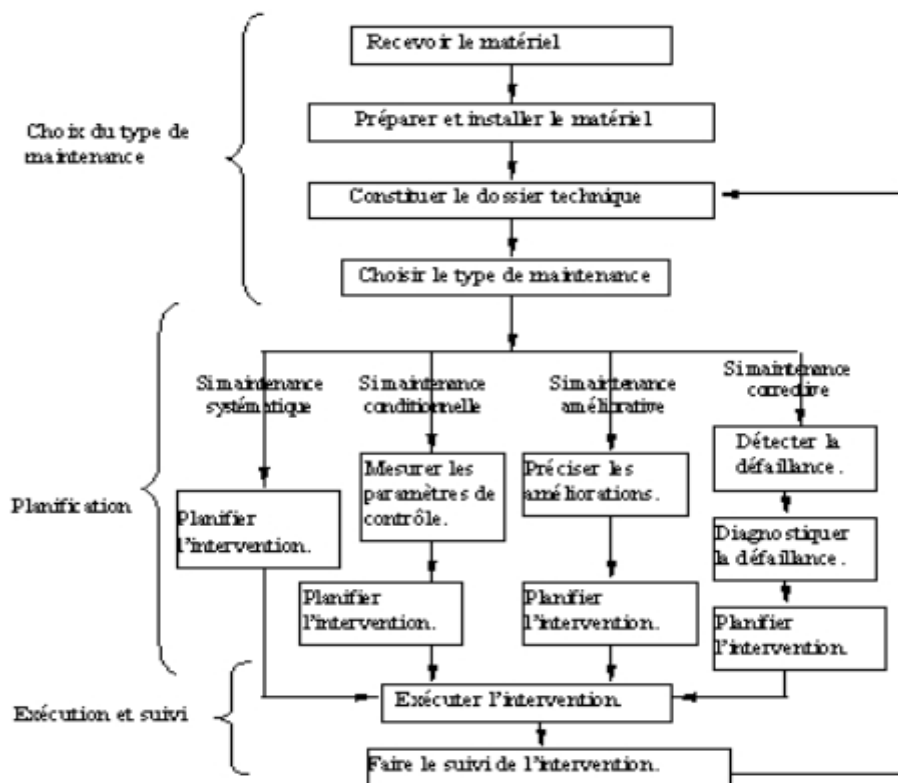 Recevoir le matériel
Préparer et installer le matériel
Choix du type de
maintenance
Constituer le dossier technique
Choisir le type de maintenance
Si maintenance
systématique
Si maintenance
conditionnelle
Si maintenance
améliorative
Si maintenance
corrective
Détecter la
défaillance.
Mesurer les
paramètres de
contrôle.
Préciser les
améliorations.
Planification
Planifier
l'intervention.
Diagnostiquer
la défaillance.
Planifier
l'intervention.
Planifier
l'intervention.
Planifier
l'intervention.
Exécution et suivi
Exécuter l'intervention.
Faire le suivi de l'intervention.